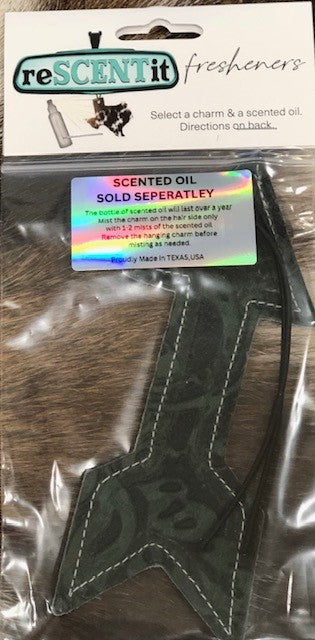 reSCENTit fresheners
Select a charm & a scented oil.
Directions on back.
SCENTED OIL
SOLD SEPERATLEY
The bottle of scented oil will last over a year
Mist the charm on the hair side only
with 1-2 mists of the scented oil.
Remove the hanging charm before
misting as needed.
Proudly Made In TEXAS,USA